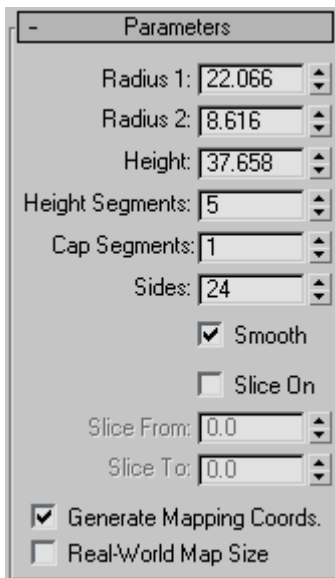 - Parameters
Radius 1: 22.066
Radius 2: 8.616
Height: 37.658
Height Segments: 5
Cap Segments: 1
Sides: 24
Smooth
Slice On
Slice From: 0.0
Slice To: 0.0
Generate Mapping Coords.
Real-World Map Size